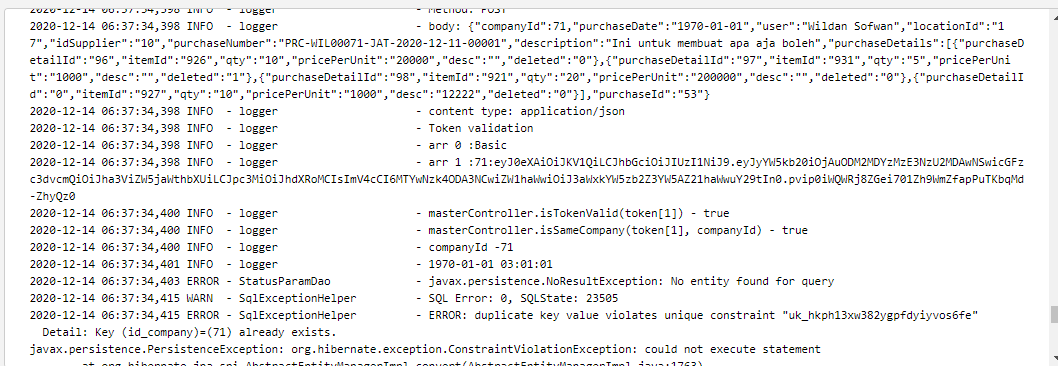 2020-12-14 06:37:34,398 INFO - logger - Method: POST
2020-12-14 06:37:34,398 INFO - logger - body: {"companyId":71,"purchaseDate":"1970-01-01","user":"Wildan Sofwan","locationId":"1
7","idSupplier":"10","purchaseNumber":"PRC-WIL00071-JAT-2020-12-11-00001","description":"Ini untuk membuat apa aja boleh","purchaseDetails":[{"purchaseD
etailId":"96","itemId":"926","qty":"10","pricePerUnit":"20000","desc":"","deleted":"0"},{"purchaseDetailId":"97","itemId":"931","qty":"5","pricePerUni
t":"1000","desc":"","deleted":"1"},{"purchaseDetailId":"98","itemId":"921","qty":"20","pricePerUnit":"200000","desc":"","deleted":"0"},{"purchaseDetailI
d":"0","itemId":"927","qty":"10","pricePerUnit":"1000","desc":"12222","deleted":"0"}],"purchaseId":"53"}
2020-12-14 06:37:34,398 INFO - logger - content type: application/json
2020-12-14 06:37:34,398 INFO - logger - Token validation
2020-12-14 06:37:34,398 INFO - logger - arr 0 :Basic
2020-12-14 06:37:34,398 INFO - logger - arr 1
2020-12-14 06:37:34,400 INFO - logger - masterController.isTokenValid(token[1]) - true
2020-12-14 06:37:34,400 INFO - logger - masterController.isSameCompany(token[1], companyId) - true
2020-12-14 06:37:34,400 INFO - logger - companyId -71
2020-12-14 06:37:34,401 INFO - logger - 1970-01-01 03:01:01
2020-12-14 06:37:34,403 ERROR - StatusParamDao - javax.persistence.NoResultException: No entity found for query
2020-12-14 06:37:34,415 WARN - SqlExceptionHelper - SQL Error: 0, SQLState: 23505
2020-12-14 06:37:34,415 ERROR - SqlExceptionHelper - ERROR: duplicate key value violates unique constraint "uk_hkph13xw382ygpfdyiyvos6fe"
Detail: Key (id_company)=(71) already exists.
javax.persistence.PersistenceException: org.hibernate.exception.ConstraintViolationException: could not execute statement
at org.hibernate.jpa.spi.AbstractEntityManagerImpl.convert(AbstractEntityManagerImpl.java:1763)